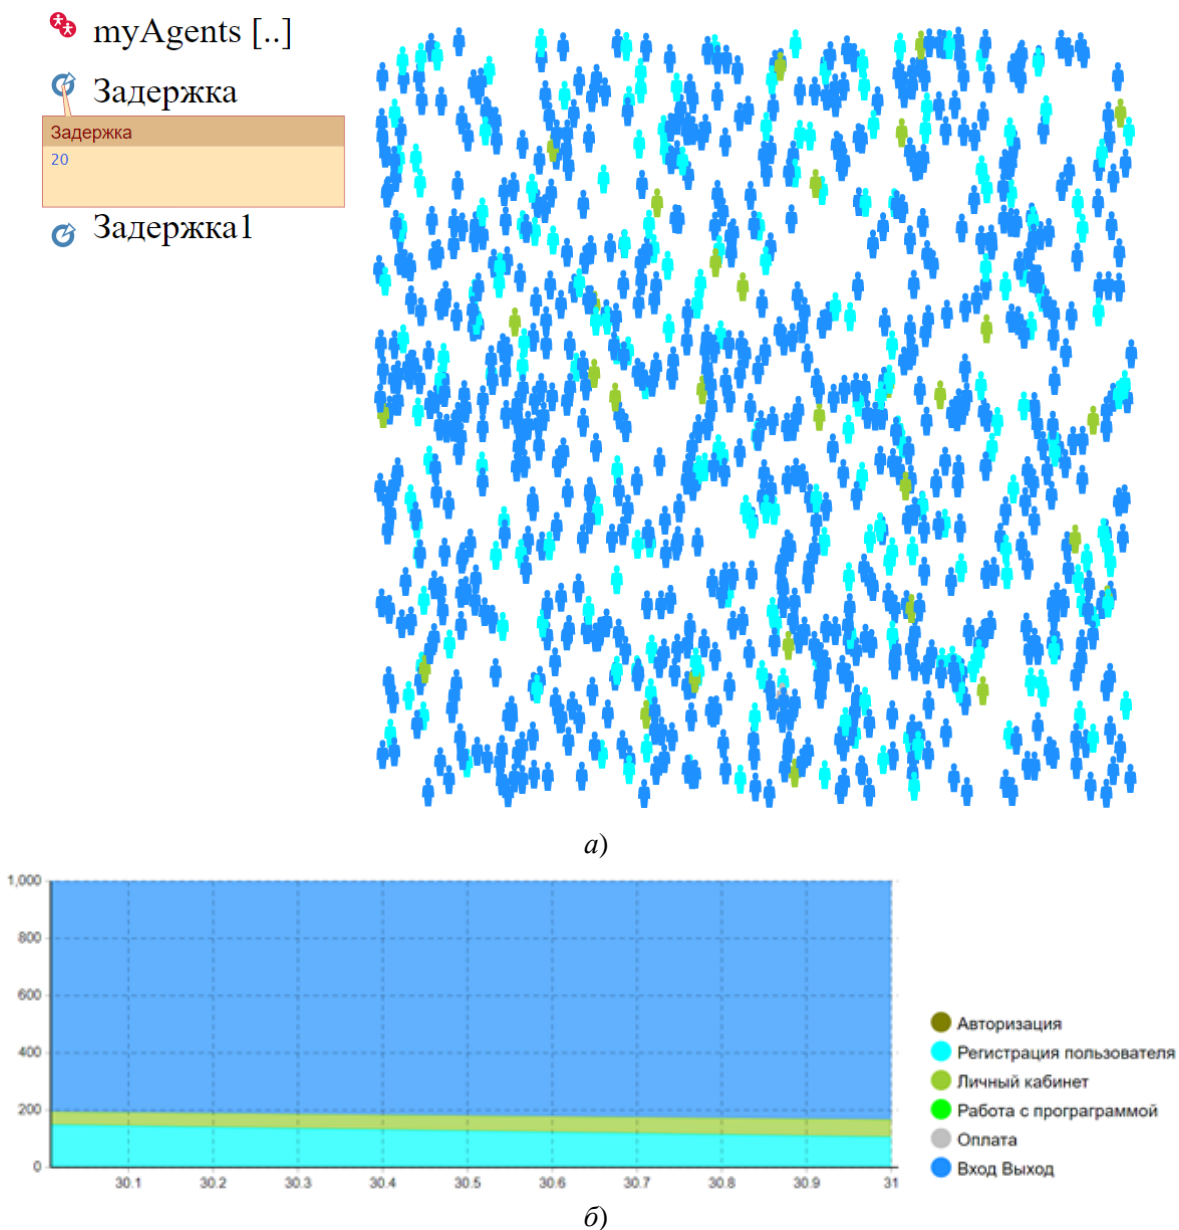 myAgents [..]
Задержка
Задержка
20
Задержка1
а)
1,000
800
600
400
200
0
30.1 30.2 30.3 30.4 30.5 30.6 30.7 30.8 30.9 31
Авторизация
Регистрация пользователя
Личный кабинет
Работа с програграммой
Оплата
Вход Выход
б)